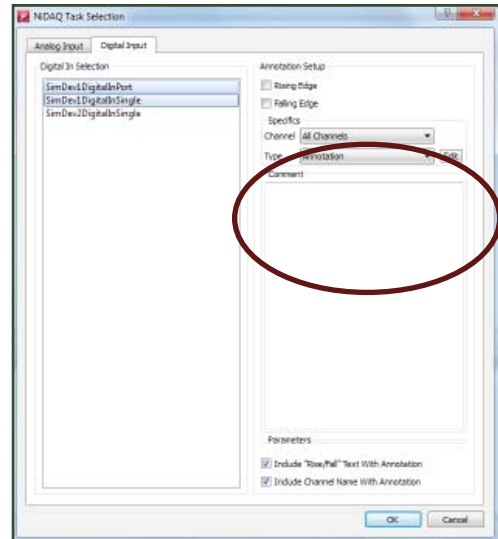 NIDAQ Task Selection
Analog Input
Digital Input
Digital In Selection
SimDev1DigitalInPort
SimDev1DigitalInSingle
SimDev2DigitalInSingle
Annotation Setup
Rising Edge
Falling Edge
Specifics
Channel All Channels
Type Annotation Edit
Comment
Parameters
Include "Rise/Fall" Text With Annotation
Include Channel Name With Annotation
OK Cancel